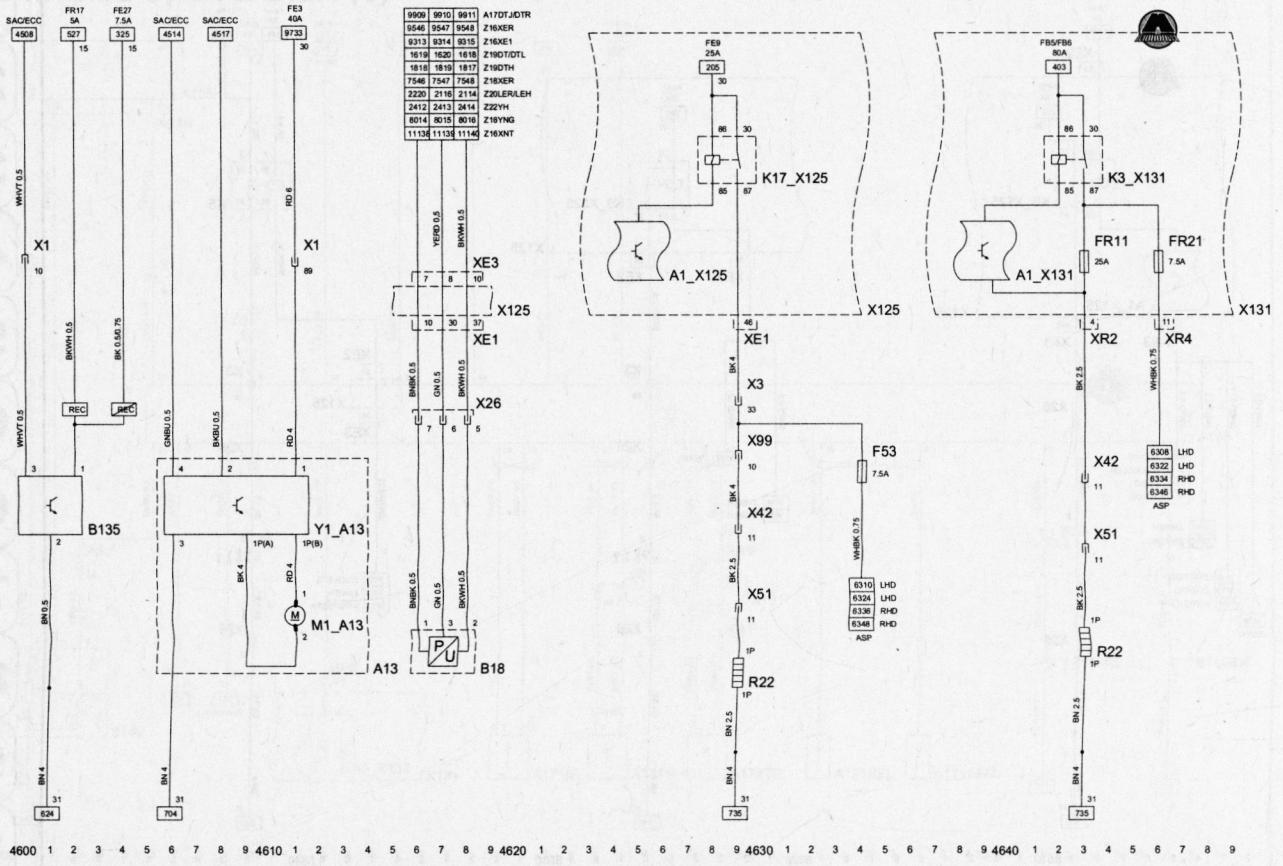 SAC/ECC
4508
FR17
5A
527
15
FE27
7.5A
325
15
SAC/ECC
4514
SAC/ECC
4517
FE3
40A
9733
30
9909 9910 9911 A17DTJ/DTR
9546 9547 9548 Z16XER
9313 9314 9315 Z16XE1
1619 1620 1618 Z19DT/DTL
1818 1819 1817 Z19DTH
7546 7547 7548 Z18XER
2220 2116 2114 Z20LER/LEH
2412 2413 2414 Z22YH
8014 8015 8016 Z16YNG
11138 11139 11140 Z16XNT
FE9
25A
205
30
86 30
K17_X125
85 87
A1_X125
X125
FB5/FB6
80A
403
86 30
K3_X131
85 87
A1_X131
FR11
25A
FR21
7.5A
X131
WHVT 0.5
X1
10
WHVT 0.5
BKWH 0.5
BK 0.5/0.75
REC
REC
GNBU 0.5
BKBU 0.5
RD 6
X1
89
RD 4
YERD 0.5
BKWH 0.5
XE3
7 8 10
X125
10 30 37
XE1
BNBK 0.5
GN 0.5
BKWH 0.5
X26
7 6 5
BNBK 0.5
GN 0.5
BKWH 0.5
1 3 2
P
U
B18
3 1
B135
2
BN 0.5
BN 4
31
624
4 2 1
Y1_A13
3 1P(A) 1P(B)
BK 4
RD 4
1
M
M1_A13
2
A13
BN 4
31
704
46
XE1
BK 4
X3
33
X99
10
BK 4
X42
11
BK 2.5
X51
11
1P
R22
1P
BN 2.5
BN 4
31
735
F53
7.5A
WHBK 0.75
6310 LHD
6324 LHD
6336 RHD
6348 RHD
ASP
4
XR2
11
XR4
BK 2.5
WHBK 0.75
6308 LHD
6322 LHD
6334 RHD
6346 RHD
ASP
X42
11
X51
11
BK 2.5
1P
R22
1P
BN 2.5
BN 4
31
735
4600 1 2 3 4 5 6 7 8 9 4610 1 2 3 4 5 6 7 8 9 4620 1 2 3 4 5 6 7 8 9 4630 1 2 3 4 5 6 7 8 9 4640 1 2 3 4 5 6 7 8 9